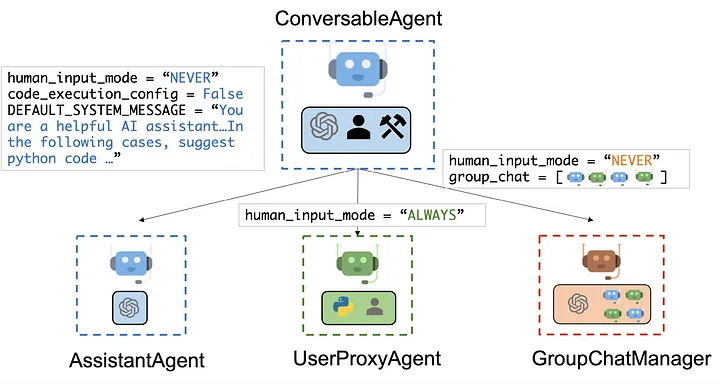 ConversableAgent
human_input_mode = “NEVER”
code_execution_config = False
DEFAULT_SYSTEM_MESSAGE = “You
are a helpful AI assistant…In
the following cases, suggest
python code …”
human_input_mode = “NEVER”
group_chat = [ ]
human_input_mode = “ALWAYS”
AssistantAgent
UserProxyAgent
GroupChatManager